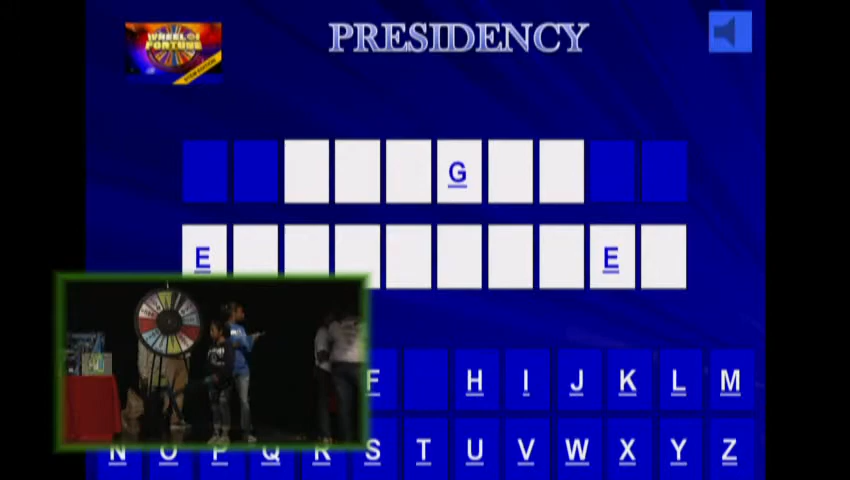 WHEEL OF
FORTUNE
PRESIDENCY
G
E E
F H I J K L M
N O P Q R S T U V W X Y Z